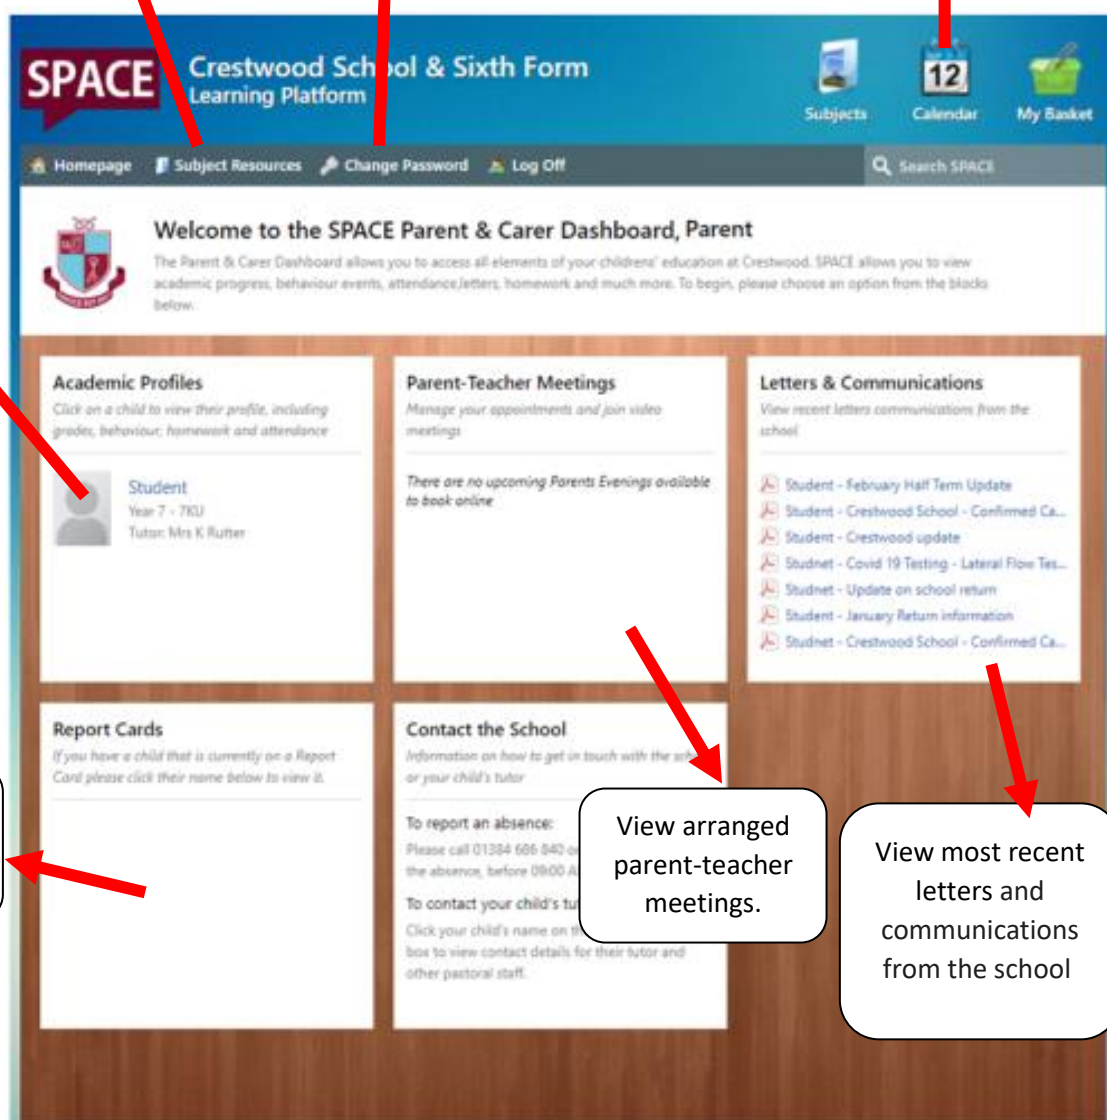 SPACE
Crestwood School & Sixth Form
Learning Platform
Subjects
12
Calendar
My Basket
Homepage
Subject Resources
Change Password
Log Off
Search SPACE
Welcome to the SPACE Parent & Carer Dashboard, Parent
The Parent & Carer Dashboard allows you to access all elements of your childrens' education at Crestwood. SPACE allows you to view
academic progress, behaviour events, attendance,letters, homework and much more. To begin, please choose an option from the blocks
below.
Academic Profiles
Click on a child to view their profile, including
grades, behaviour, homework and attendance
Student
Year 7 - 7KU
Tutor: Mrs K Rutter
Parent-Teacher Meetings
Manage your appointments and join video
meetings
There are no upcoming Parents Evenings available
to book online
Letters & Communications
View recent letters communications from the
school
Student - February Half Term Update
Student - Crestwood School - Confirmed Ca...
Student - Crestwood update
Studnet - Covid 19 Testing - Lateral Flow Tes...
Studnet - Update on school return
Student - January Return information
Studnet - Crestwood School - Confirmed Ca...
Report Cards
If you have a child that is currently on a Report
Card please click their name below to view it.
Contact the School
Information on how to get in touch with the
or your child's tutor
To report an absence:
Please call 01384 686 840
the absence, before 09:00
To contact your child's
Click your child's name on
box to view contact details for their tutor and
other pastoral staff.
View arranged
parent-teacher
meetings.
View most recent
letters and
communications
from the school